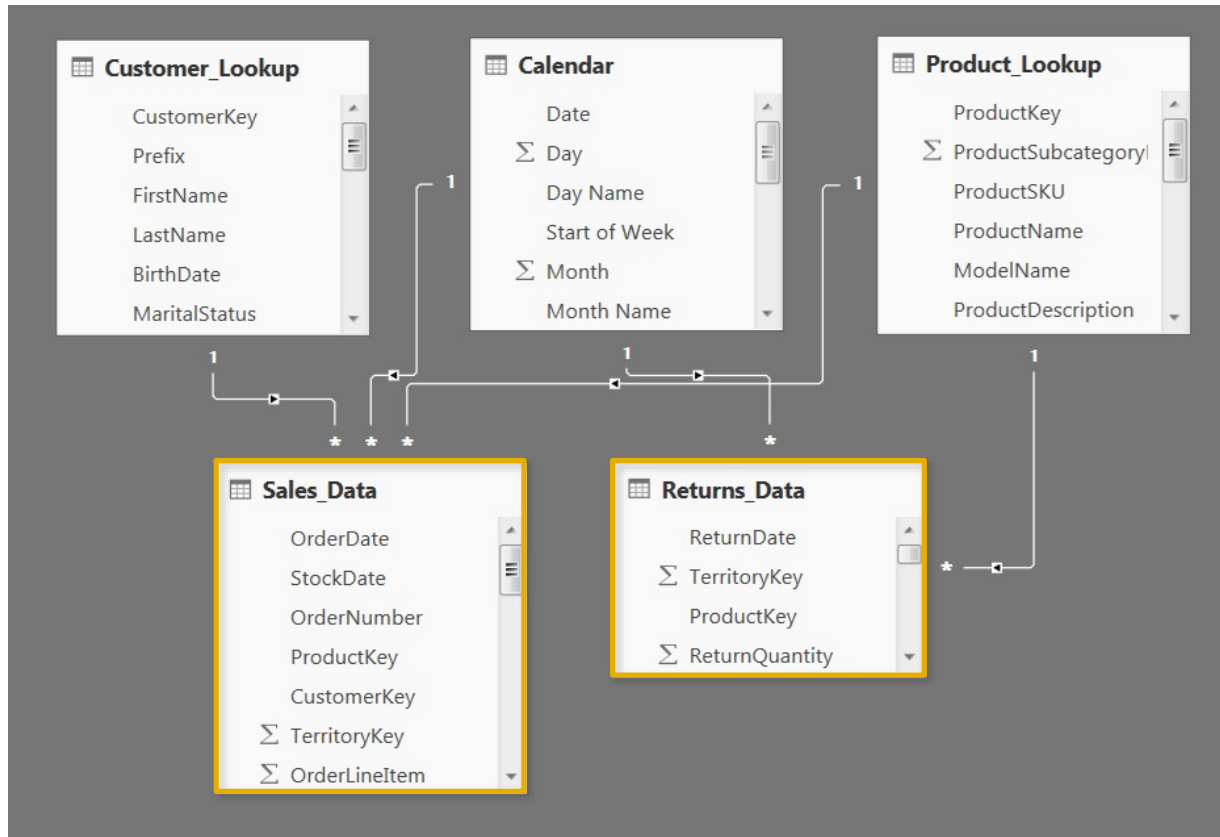 Customer_Lookup
CustomerKey
Prefix
FirstName
LastName
BirthDate
MaritalStatus
Calendar
Date
Σ Day
Day Name
Start of Week
Σ Month
Month Name
Product_Lookup
ProductKey
Σ ProductSubcategory
ProductSKU
ProductName
ModelName
ProductDescription
1
1
1
1
1
* * *
*
*
Sales_Data
OrderDate
StockDate
OrderNumber
ProductKey
CustomerKey
Σ TerritoryKey
Σ OrderLineItem
Returns_Data
ReturnDate
Σ TerritoryKey
ProductKey
Σ ReturnQuantity